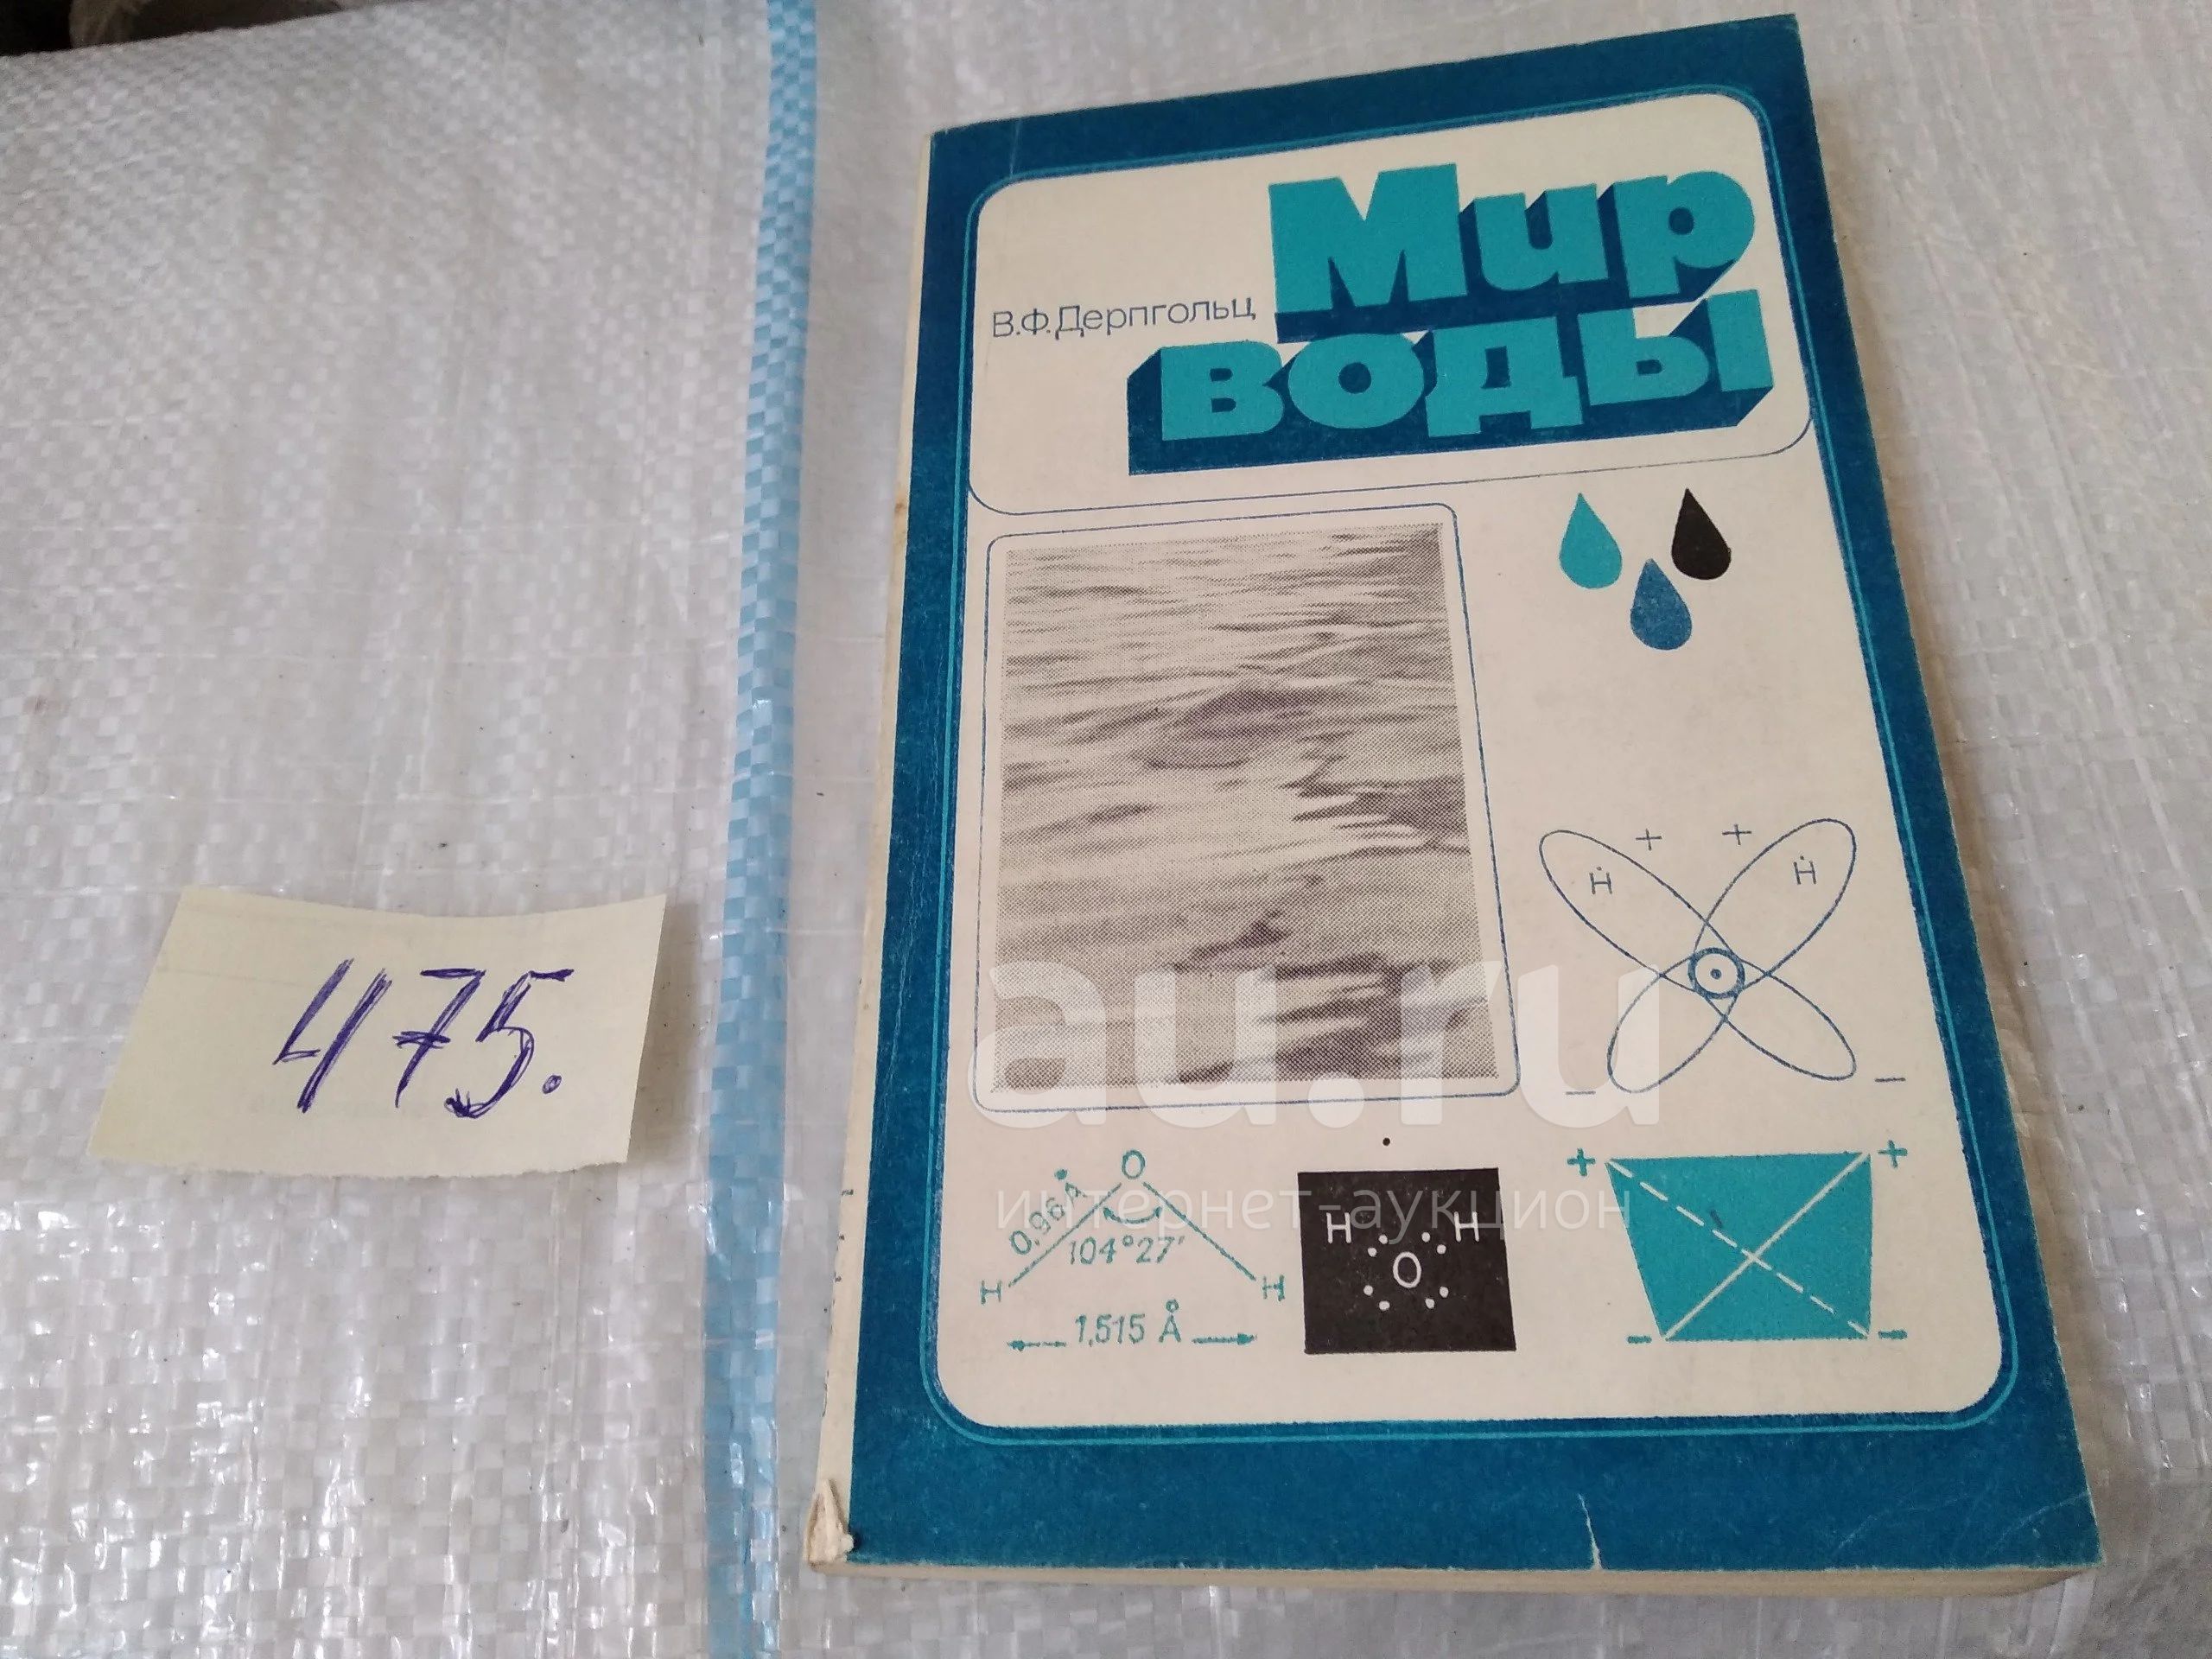 Мир
В.Ф.Дерпгольц
воды
+ +
Ḣ Ḣ
475.
au.ru
- -
O
0,96 Å
104°27′
H H
1,515 Å
H H
O
+ +
- -
интернет-аукцион